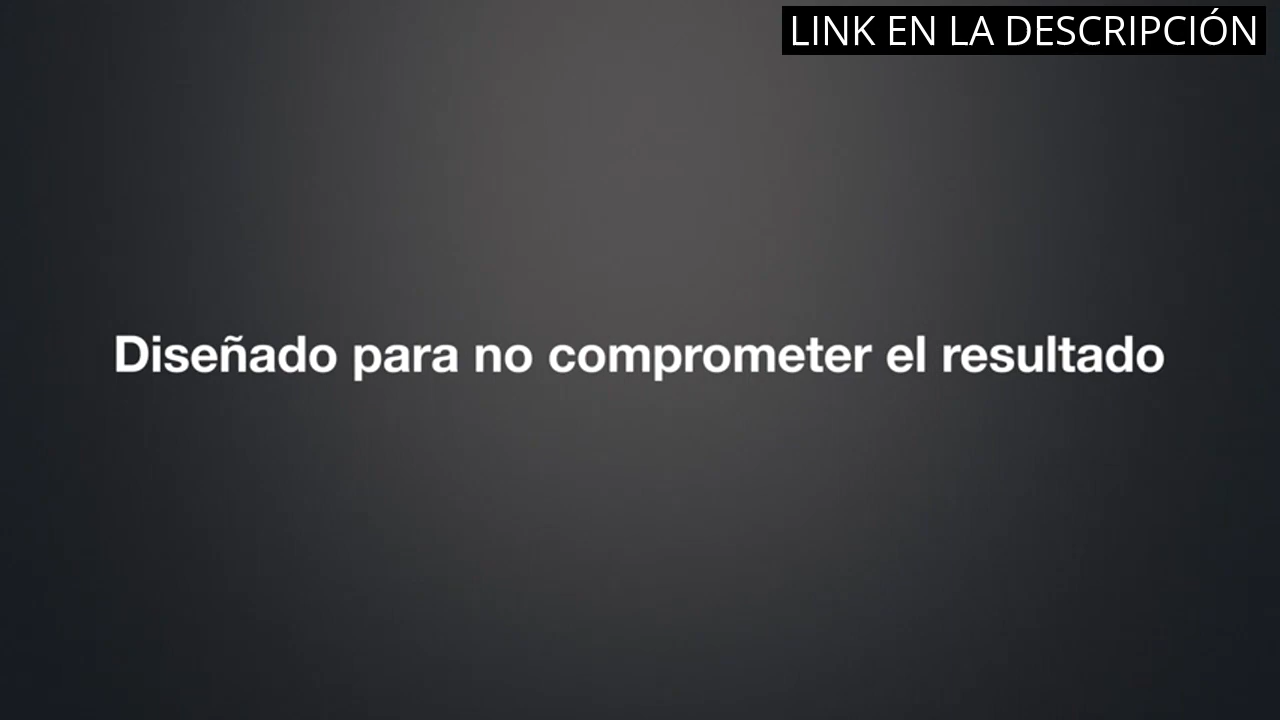 LINK EN LA DESCRIPCIÓN
Diseñado para no comprometer el resultado